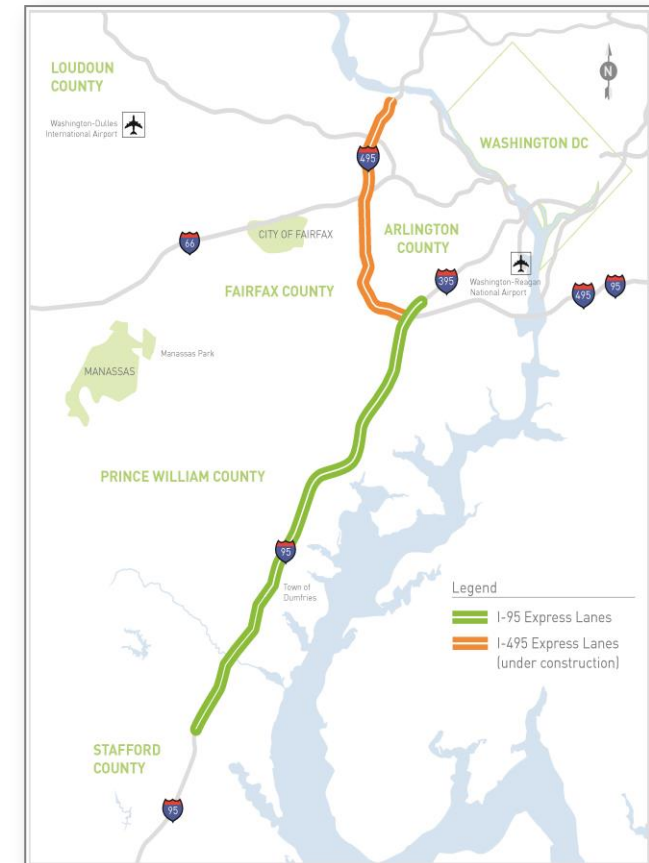 LOUDOUN
COUNTY
N
Washington-Dulles
International Airport
WASHINGTON DC
495
CITY OF FAIRFAX
ARLINGTON
COUNTY
66
FAIRFAX COUNTY
395
Washington-Reagan
National Airport
495
95
Manassas Park
MANASSAS
PRINCE WILLIAM COUNTY
95
Town of
Dumfries
Legend
I-95 Express Lanes
I-495 Express Lanes
(under construction)
STAFFORD
COUNTY
95